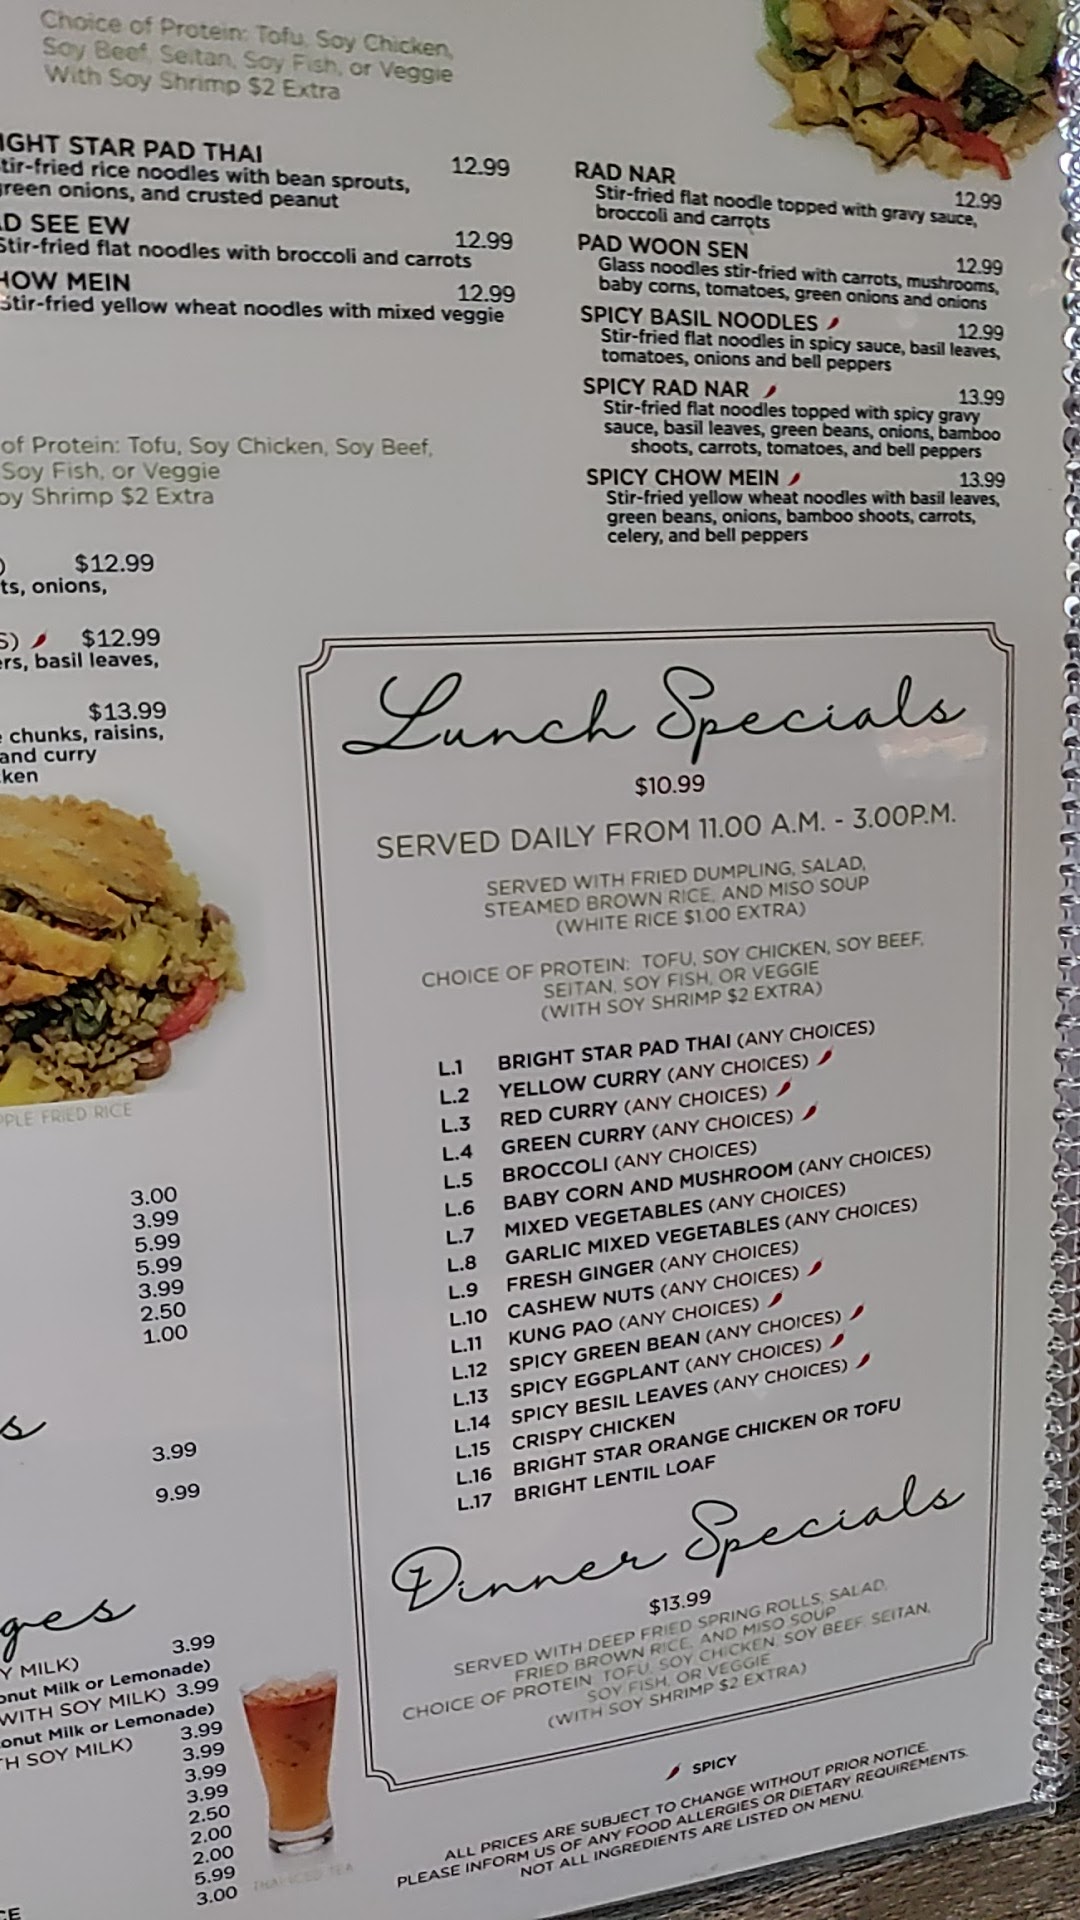 Choice of Protein: Tofu, Soy Chicken,
Soy Beef, Seitan, Soy Fish, or Veggie
With Soy Shrimp $2 Extra
IGHT STAR PAD THAI 12.99
tir-fried rice noodles with bean sprouts,
reen onions, and crusted peanut
D SEE EW 12.99
Stir-fried flat noodles with broccoli and carrots
HOW MEIN 12.99
Stir-fried yellow wheat noodles with mixed veggie
RAD NAR 12.99
Stir-fried flat noodle topped with gravy sauce,
broccoli and carrots
PAD WOON SEN 12.99
Glass noodles stir-fried with carrots, mushrooms,
baby corns, tomatoes, green onions and onions
SPICY BASIL NOODLES 12.99
Stir-fried flat noodles in spicy sauce, basil leaves,
tomatoes, onions and bell peppers
SPICY RAD NAR 13.99
Stir-fried flat noodles topped with spicy gravy
sauce, basil leaves, green beans, onions, bamboo
shoots, carrots, tomatoes, and bell peppers
SPICY CHOW MEIN 13.99
Stir-fried yellow wheat noodles with basil leaves,
green beans, onions, bamboo shoots, carrots,
celery, and bell peppers
of Protein: Tofu, Soy Chicken, Soy Beef,
Soy Fish, or Veggie
oy Shrimp $2 Extra
) $12.99
ts, onions,
S) $12.99
ers, basil leaves,
$13.99
e chunks, raisins,
and curry
ken
PPLE FRIED RICE
3.00
3.99
5.99
5.99
3.99
2.50
1.00
s
3.99
9.99
ges
3.99
Y MILK)
onut Milk or Lemonade)
WITH SOY MILK) 3.99
onut Milk or Lemonade)
3.99
TH SOY MILK)
3.99
3.99
3.99
2.50
2.00
2.00
5.99
3.00
CE
THAI ICED TEA
Lunch Specials
$10.99
SERVED DAILY FROM 11.00 A.M. - 3.00P.M.
SERVED WITH FRIED DUMPLING, SALAD,
STEAMED BROWN RICE, AND MISO SOUP
(WHITE RICE $1.00 EXTRA)
CHOICE OF PROTEIN: TOFU, SOY CHICKEN, SOY BEEF,
SEITAN, SOY FISH, OR VEGGIE
(WITH SOY SHRIMP $2 EXTRA)
L.1 BRIGHT STAR PAD THAI (ANY CHOICES)
L.2 YELLOW CURRY (ANY CHOICES)
L.3 RED CURRY (ANY CHOICES)
L.4 GREEN CURRY (ANY CHOICES)
L.5 BROCCOLI (ANY CHOICES)
L.6 BABY CORN AND MUSHROOM (ANY CHOICES)
L.7 MIXED VEGETABLES (ANY CHOICES)
L.8 GARLIC MIXED VEGETABLES (ANY CHOICES)
L.9 FRESH GINGER (ANY CHOICES)
L.10 CASHEW NUTS (ANY CHOICES)
L.11 KUNG PAO (ANY CHOICES)
L.12 SPICY GREEN BEAN (ANY CHOICES)
L.13 SPICY EGGPLANT (ANY CHOICES)
L.14 SPICY BESIL LEAVES (ANY CHOICES)
L.15 CRISPY CHICKEN
L.16 BRIGHT STAR ORANGE CHICKEN OR TOFU
L.17 BRIGHT LENTIL LOAF
Dinner Specials
$13.99
SERVED WITH DEEP FRIED SPRING ROLLS, SALAD,
FRIED BROWN RICE, AND MISO SOUP
CHOICE OF PROTEIN: TOFU, SOY CHICKEN, SOY BEEF, SEITAN,
SOY FISH, OR VEGGIE
(WITH SOY SHRIMP $2 EXTRA)
SPICY
ALL PRICES ARE SUBJECT TO CHANGE WITHOUT PRIOR NOTICE.
PLEASE INFORM US OF ANY FOOD ALLERGIES OR DIETARY REQUIREMENTS.
NOT ALL INGREDIENTS ARE LISTED ON MENU.